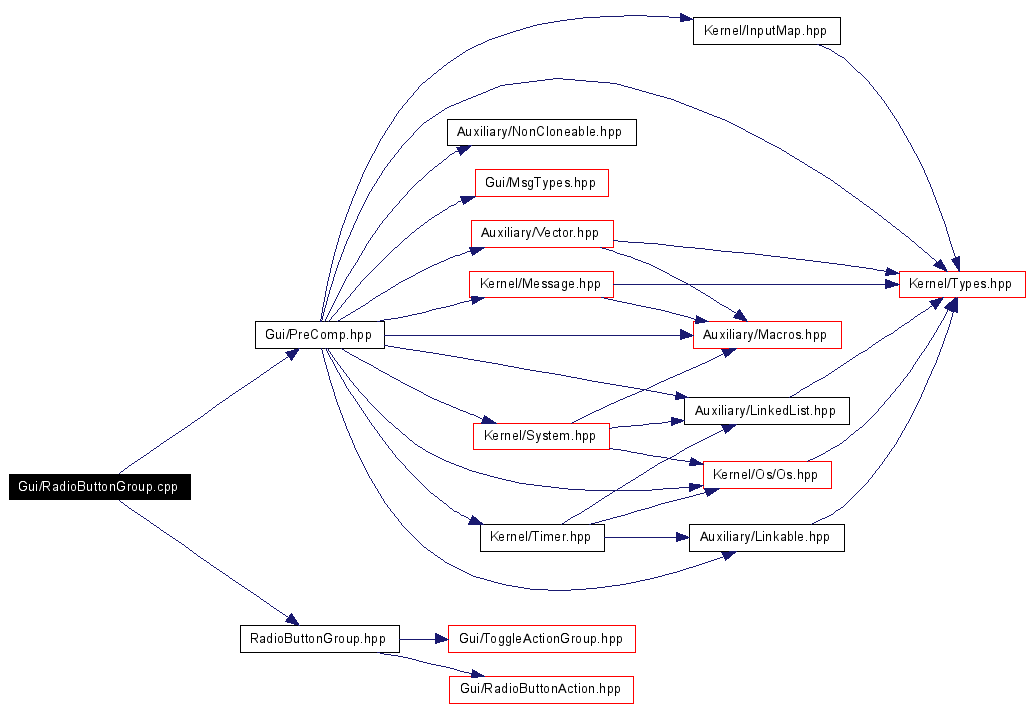 Kernel/InputMap.hpp
Auxiliary/NonCloneable.hpp
Gui/MsgTypes.hpp
Auxiliary/Vector.hpp
Kernel/Message.hpp
Kernel/Types.hpp
Gui/PreComp.hpp
Auxiliary/Macros.hpp
Auxiliary/LinkedList.hpp
Kernel/System.hpp
Kernel/Os/Os.hpp
Gui/RadioButtonGroup.cpp
Kernel/Timer.hpp
Auxiliary/Linkable.hpp
RadioButtonGroup.hpp
Gui/ToggleActionGroup.hpp
Gui/RadioButtonAction.hpp